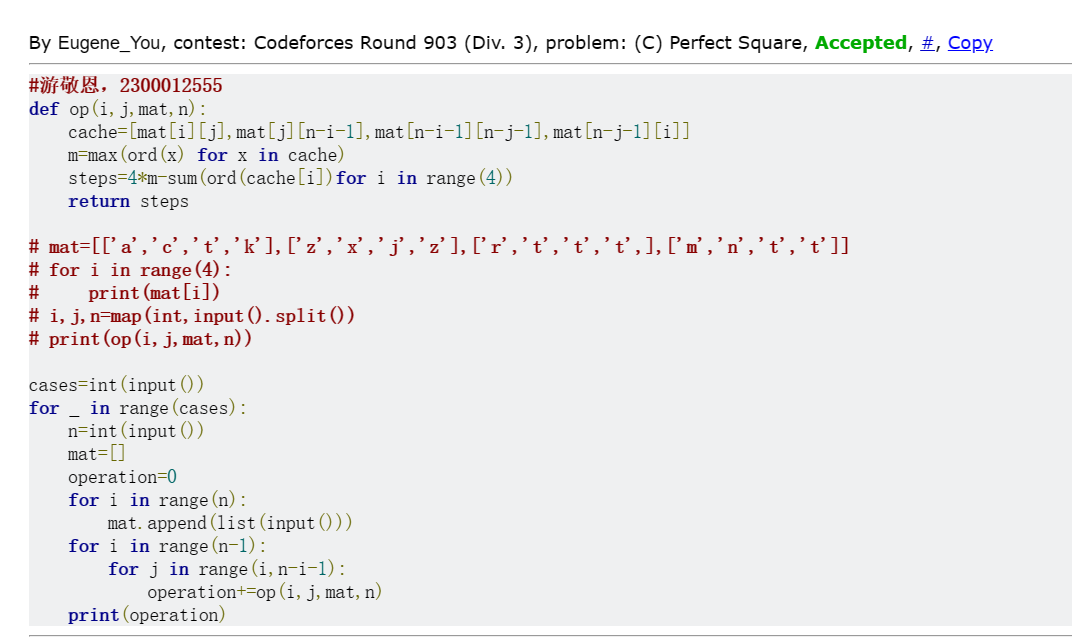 By Eugene_You, contest: Codeforces Round 903 (Div. 3), problem: (C) Perfect Square, Accepted, #, Copy
#游敬恩，2300012555
def op(i,j,mat,n):
    cache=[mat[i][j],mat[j][n-i-1],mat[n-i-1][n-j-1],mat[n-j-1][i]]
    m=max(ord(x) for x in cache)
    steps=4*m-sum(ord(cache[i])for i in range(4))
    return steps

# mat=[['a','c','t','k'],['z','x','j','z'],['r','t','t','t',],['m','n','t','t']]
# for i in range(4):
#     print(mat[i])
# i,j,n=map(int,input().split())
# print(op(i,j,mat,n))

cases=int(input())
for _ in range(cases):
    n=int(input())
    mat=[]
    operation=0
    for i in range(n):
        mat.append(list(input()))
    for i in range(n-1):
        for j in range(i,n-i-1):
            operation+=op(i,j,mat,n)
    print(operation)